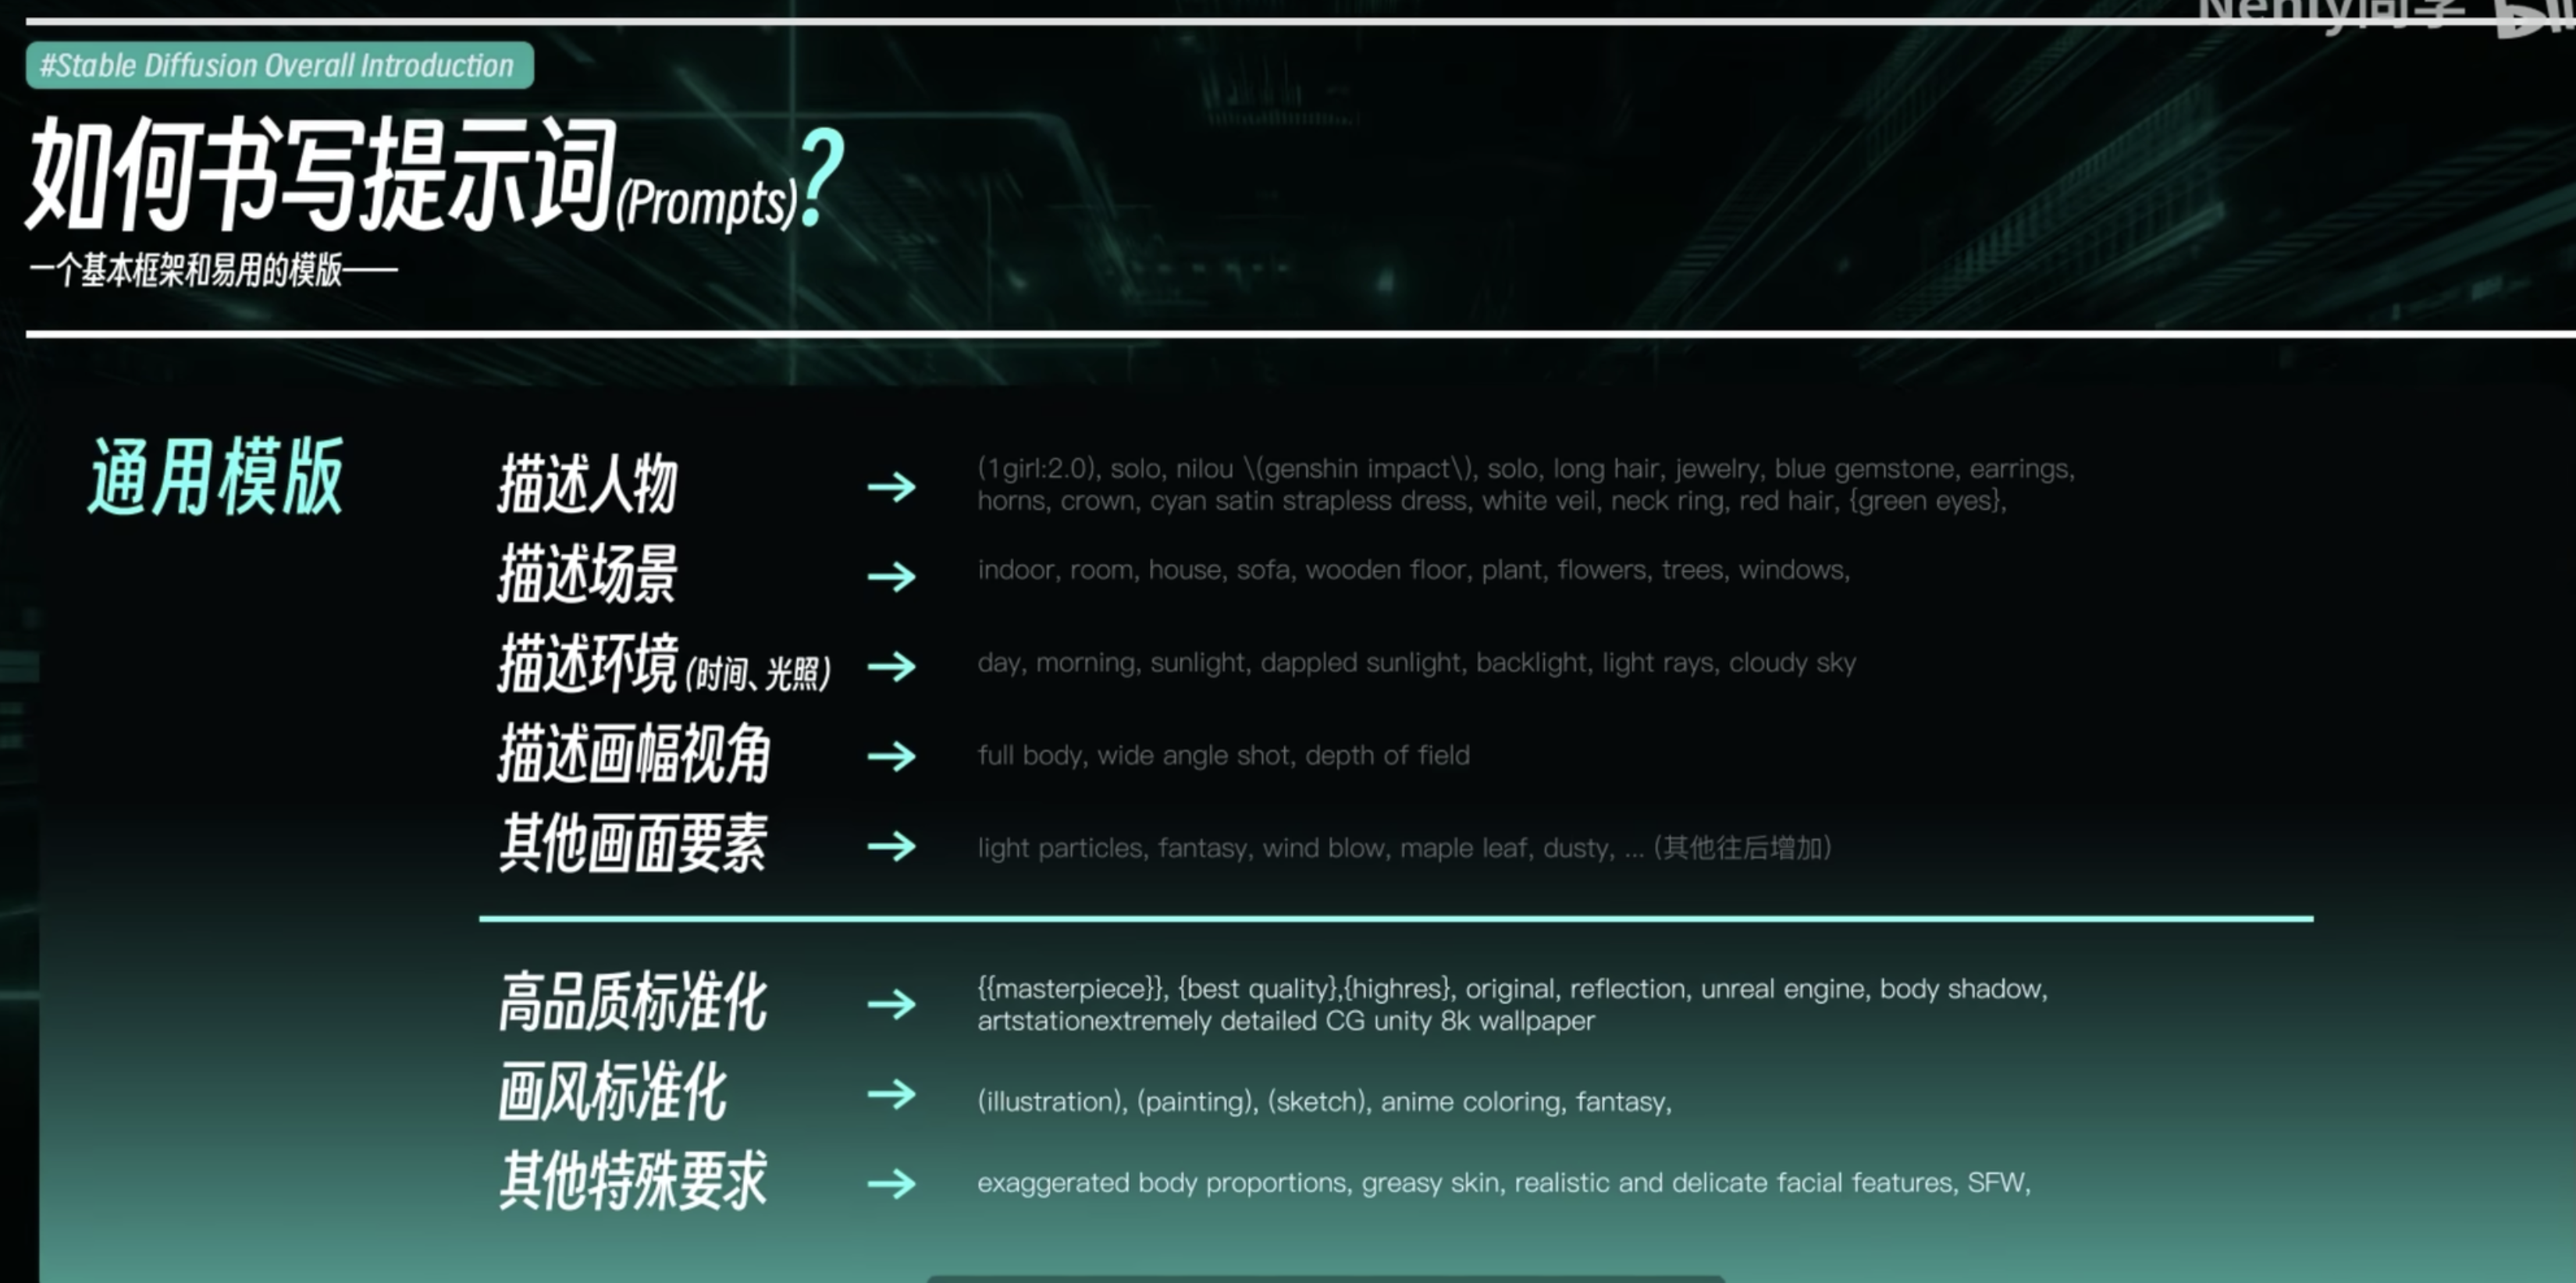 Nenly同学
#Stable Diffusion Overall Introduction
如何书写提示词(Prompts)?
一个基本框架和易用的模版——
通用模版
描述人物 → (1girl:2.0), solo, nilou \(genshin impact\), solo, long hair, jewelry, blue gemstone, earrings,
horns, crown, cyan satin strapless dress, white veil, neck ring, red hair, {green eyes},
描述场景 → indoor, room, house, sofa, wooden floor, plant, flowers, trees, windows,
描述环境(时间、光照) → day, morning, sunlight, dappled sunlight, backlight, light rays, cloudy sky
描述画幅视角 → full body, wide angle shot, depth of field
其他画面要素 → light particles, fantasy, wind blow, maple leaf, dusty, ... (其他往后增加)
高品质标准化 → {{masterpiece}}, {best quality},{highres}, original, reflection, unreal engine, body shadow,
artstationextremely detailed CG unity 8k wallpaper
画风标准化 → (illustration), (painting), (sketch), anime coloring, fantasy,
其他特殊要求 → exaggerated body proportions, greasy skin, realistic and delicate facial features, SFW,